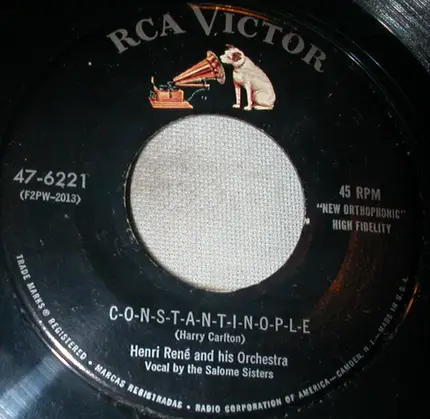 RCA VICTOR
47-6221
(F2PW-2013)
45 RPM
"NEW ORTHOPHONIC"
HIGH FIDELITY
C-O-N-S-T-A-N-T-I-N-O-P-L-E
(Harry Carlton)
Henri René and his Orchestra
Vocal by the Salome Sisters
TRADE MARKS ® REGISTERED • MARCAS REGISTRADAS • RADIO CORPORATION OF AMERICA—CAMDEN, N. J.—MADE IN U.S.A.